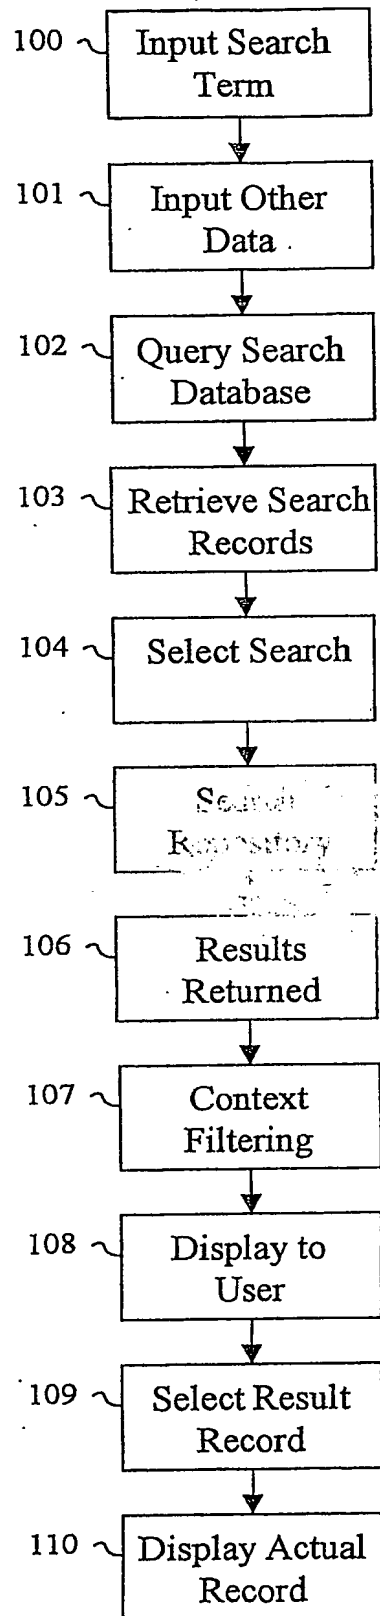 100
Input Search
Term
101
Input Other
Data
102
Query Search
Database
103
Retrieve Search
Records
104
Select Search
105
Search
Repository
106
Results
Returned
107
Context
Filtering
108
Display to
User
109
Select Result
Record
110
Display Actual
Record